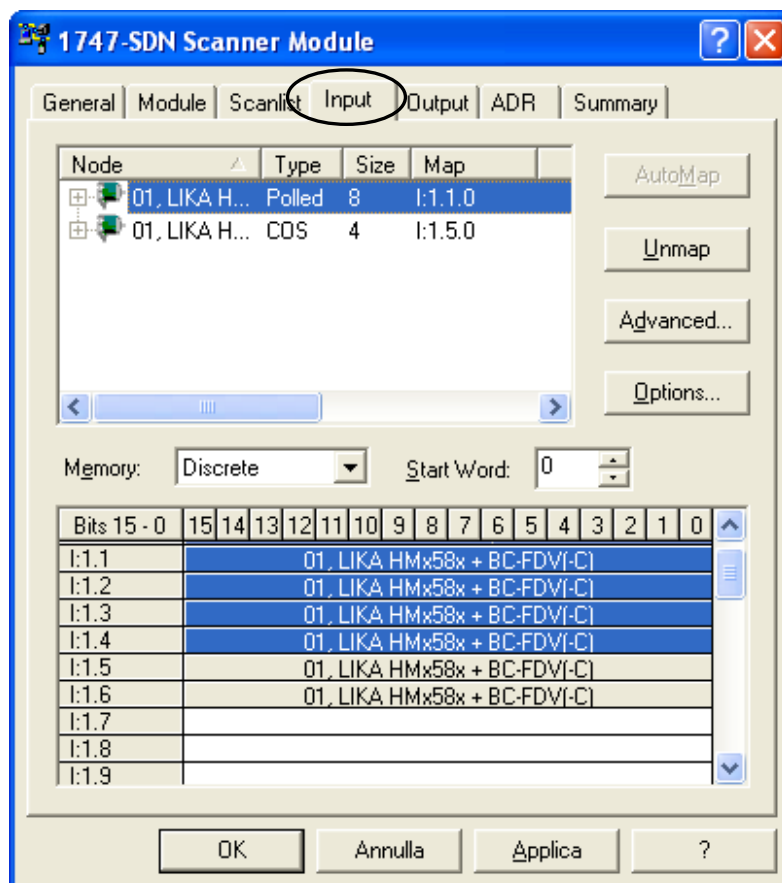 1747-SDN Scanner Module
General Module Scanlist Input Output ADR Summary
Node Type Size Map
01, LIKA H... Polled 8 I:1.1.0
01, LIKA H... COS 4 I:1.5.0
AutoMap
Unmap
Advanced...
Options...
Memory: Discrete Start Word: 0
Bits 15 - 0 15 14 13 12 11 10 9 8 7 6 5 4 3 2 1 0
I:1.1 01, LIKA HMx58x + BC-FDV(-C)
I:1.2 01, LIKA HMx58x + BC-FDV(-C)
I:1.3 01, LIKA HMx58x + BC-FDV(-C)
I:1.4 01, LIKA HMx58x + BC-FDV(-C)
I:1.5 01, LIKA HMx58x + BC-FDV(-C)
I:1.6 01, LIKA HMx58x + BC-FDV(-C)
I:1.7
I:1.8
I:1.9
OK Annulla Applica ?